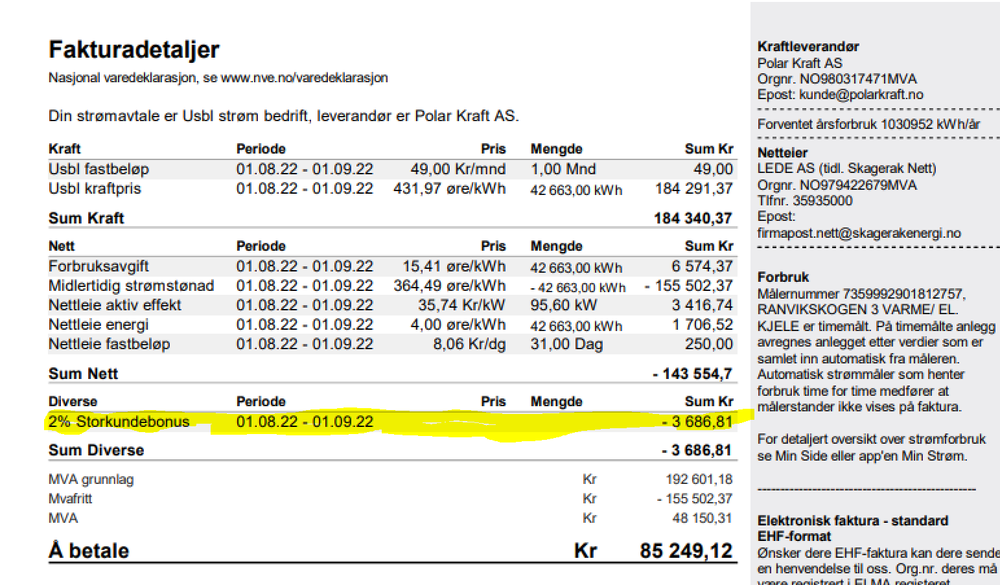 Fakturadetaljer
Nasjonal varedeklarasjon, se www.nve.no/varedeklarasjon
Din strømavtale er Usbl strøm bedrift, leverandør er Polar Kraft AS.
Kraft Periode Pris Mengde Sum Kr
Usbl fastbeløp 01.08.22 - 01.09.22 49,00 Kr/mnd 1,00 Mnd 49,00
Usbl kraftpris 01.08.22 - 01.09.22 431,97 øre/kWh 42 663,00 kWh 184 291,37
Sum Kraft 184 340,37
Nett Periode Pris Mengde Sum Kr
Forbruksavgift 01.08.22 - 01.09.22 15,41 øre/kWh 42 663,00 kWh 6 574,37
Midlertidig strømstønad 01.08.22 - 01.09.22 364,49 øre/kWh - 42 663,00 kWh - 155 502,37
Nettleie aktiv effekt 01.08.22 - 01.09.22 35,74 Kr/kW 95,60 kW 3 416,74
Nettleie energi 01.08.22 - 01.09.22 4,00 øre/kWh 42 663,00 kWh 1 706,52
Nettleie fastbeløp 01.08.22 - 01.09.22 8,06 Kr/dg 31,00 Dag 250,00
Sum Nett - 143 554,7
Diverse Periode Pris Mengde Sum Kr
2% Storkundebonus 01.08.22 - 01.09.22 - 3 686,81
Sum Diverse - 3 686,81
MVA grunnlag Kr 192 601,18
Mvafritt Kr - 155 502,37
MVA Kr 48 150,31
Å betale Kr 85 249,12
Kraftleverandør
Polar Kraft AS
Orgnr. NO980317471MVA
Epost: kunde@polarkraft.no
Forventet årsforbruk 1030952 kWh/år
Netteier
LEDE AS (tidl. Skagerak Nett)
Orgnr. NO979422679MVA
Tlfnr. 35935000
Epost:
firmapost.nett@skagerakenergi.no
Forbruk
Målernummer 7359992901812757,
RANVIKSKOGEN 3 VARME/ EL.
KJELE er timemålt. På timemålte anlegg
avregnes anlegget etter verdier som er
samlet inn automatisk fra måleren.
Automatisk strømmåler som henter
forbruk time for time medfører at
målerstander ikke vises på faktura.
For detaljert oversikt over strømforbruk
se Min Side eller app'en Min Strøm.
Elektronisk faktura - standard
EHF-format
Ønsker dere EHF-faktura kan dere sende
en henvendelse til oss. Org.nr. deres må
være registrert i ELMA registeret